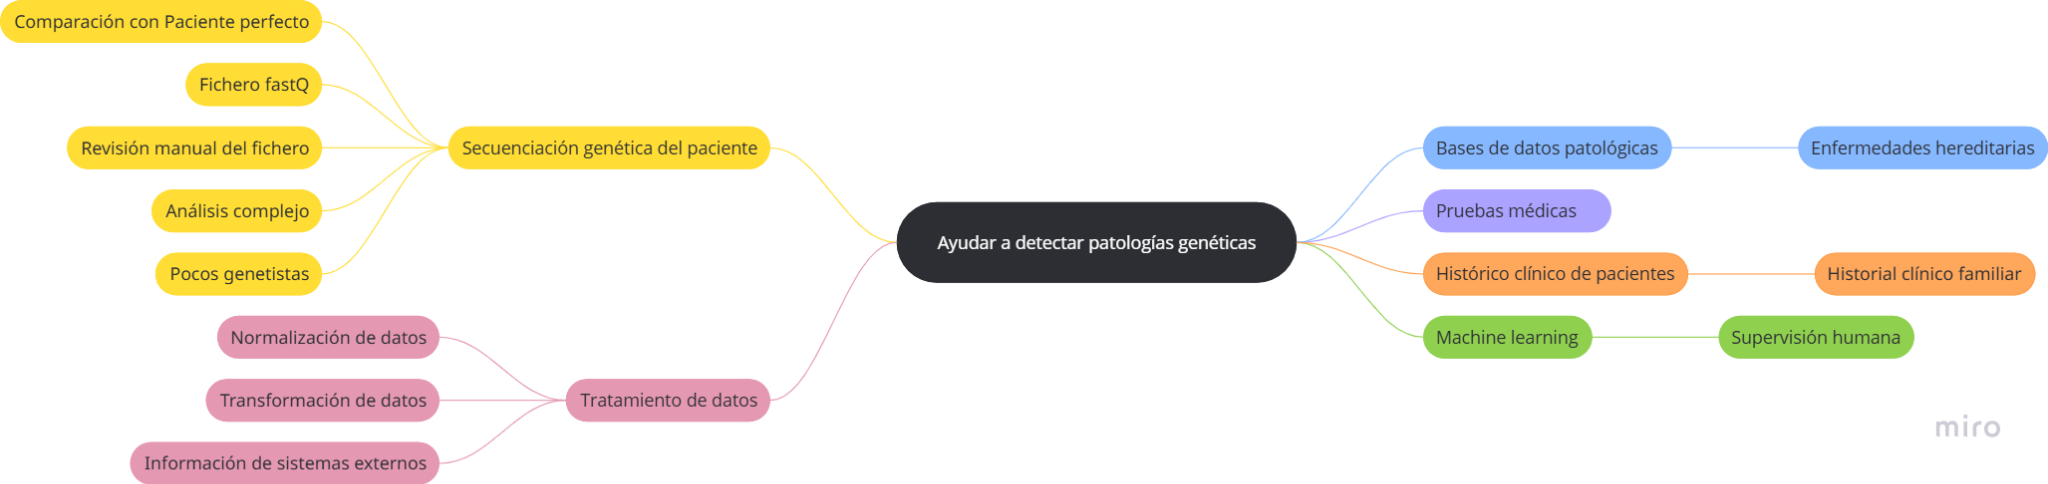 Comparación con Paciente perfecto
Fichero fastQ
Revisión manual del fichero
Análisis complejo
Pocos genetistas
Secuenciación genética del paciente
Normalización de datos
Transformación de datos
Información de sistemas externos
Tratamiento de datos
Ayudar a detectar patologías genéticas
Bases de datos patológicas
Enfermedades hereditarias
Pruebas médicas
Histórico clínico de pacientes
Historial clínico familiar
Machine learning
Supervisión humana
miro